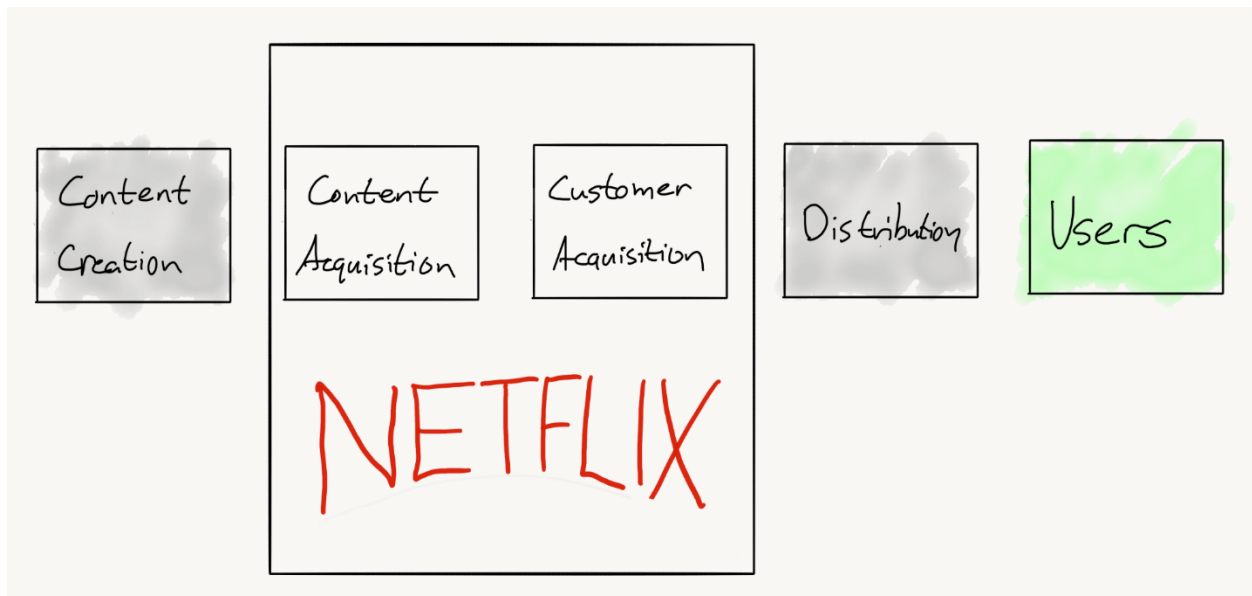 Content
Creation
Content
Acquisition
Customer
Acquisition
Distribution
Users
NETFLIX